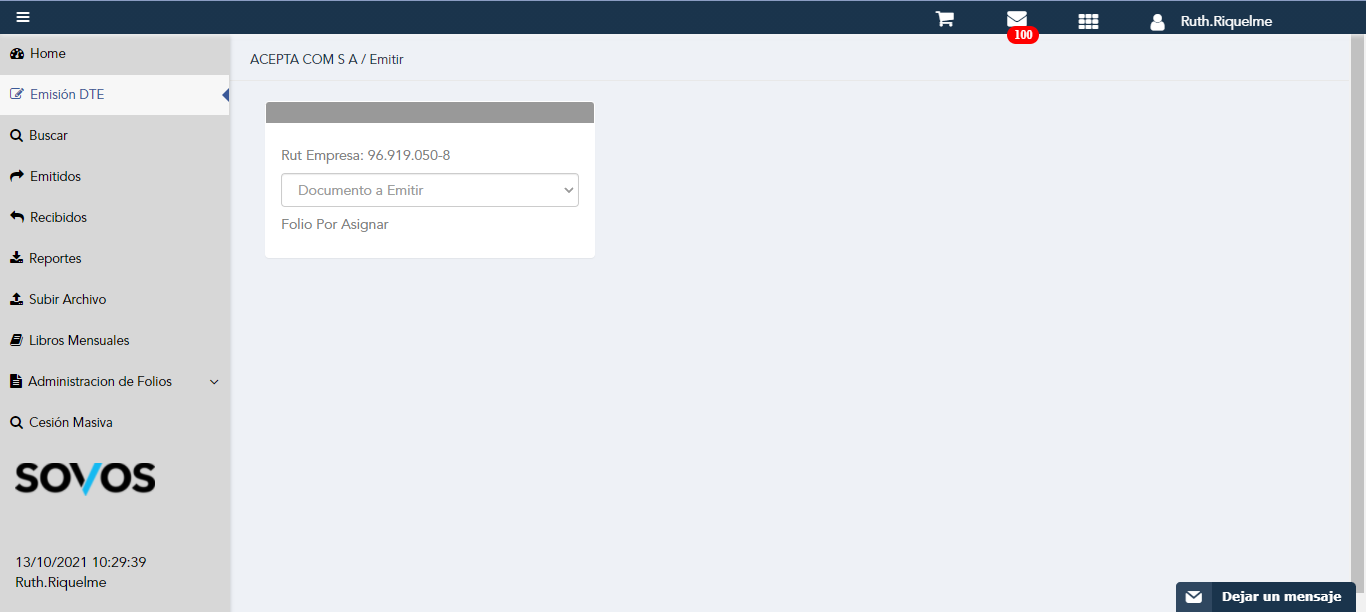 100
Ruth.Riquelme
Home
Emisión DTE
Buscar
Emitidos
Recibidos
Reportes
Subir Archivo
Libros Mensuales
Administracion de Folios
Cesión Masiva
SOVOS
13/10/2021 10:29:39
Ruth.Riquelme
ACEPTA COM S A / Emitir
Rut Empresa: 96.919.050-8
Documento a Emitir
Folio Por Asignar
Dejar un mensaje